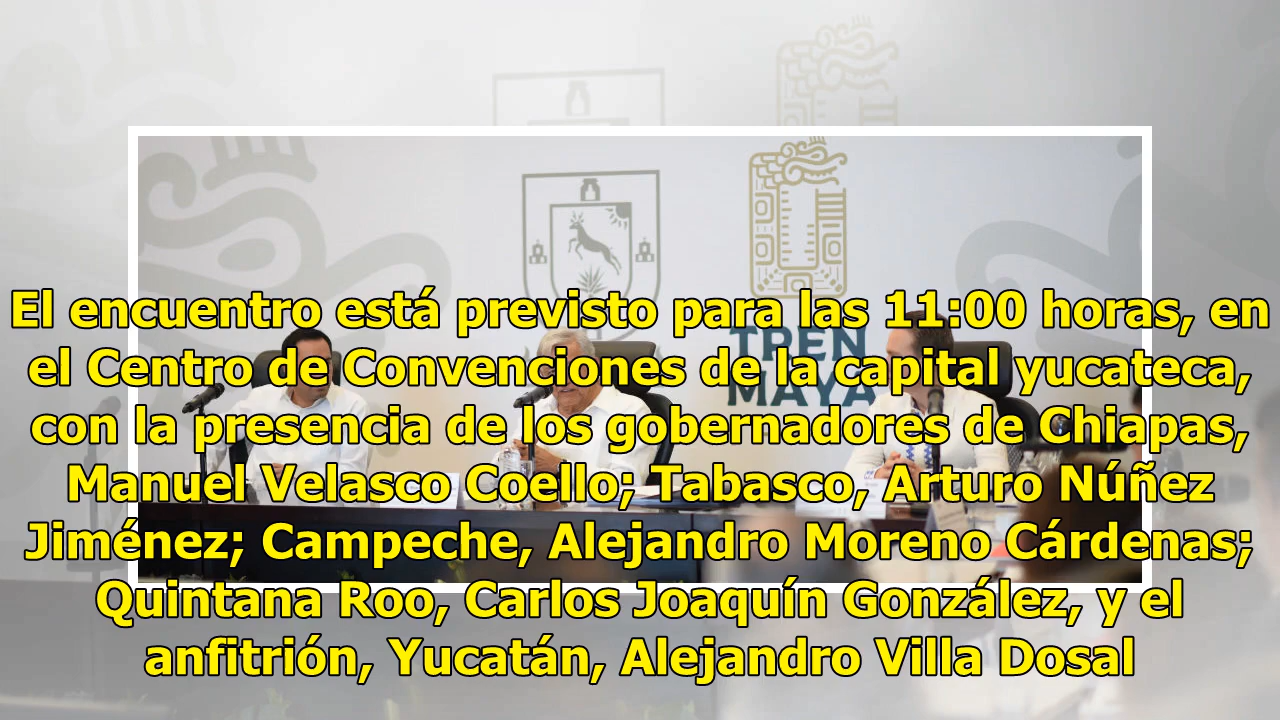 El encuentro está previsto para las 11:00 horas, en
el Centro de Convenciones de la capital yucateca,
con la presencia de los gobernadores de Chiapas,
Manuel Velasco Coello; Tabasco, Arturo Núñez
Jiménez; Campeche, Alejandro Moreno Cárdenas;
Quintana Roo, Carlos Joaquín González, y el
anfitrión, Yucatán, Alejandro Villa Dosal
TREN
MAYA